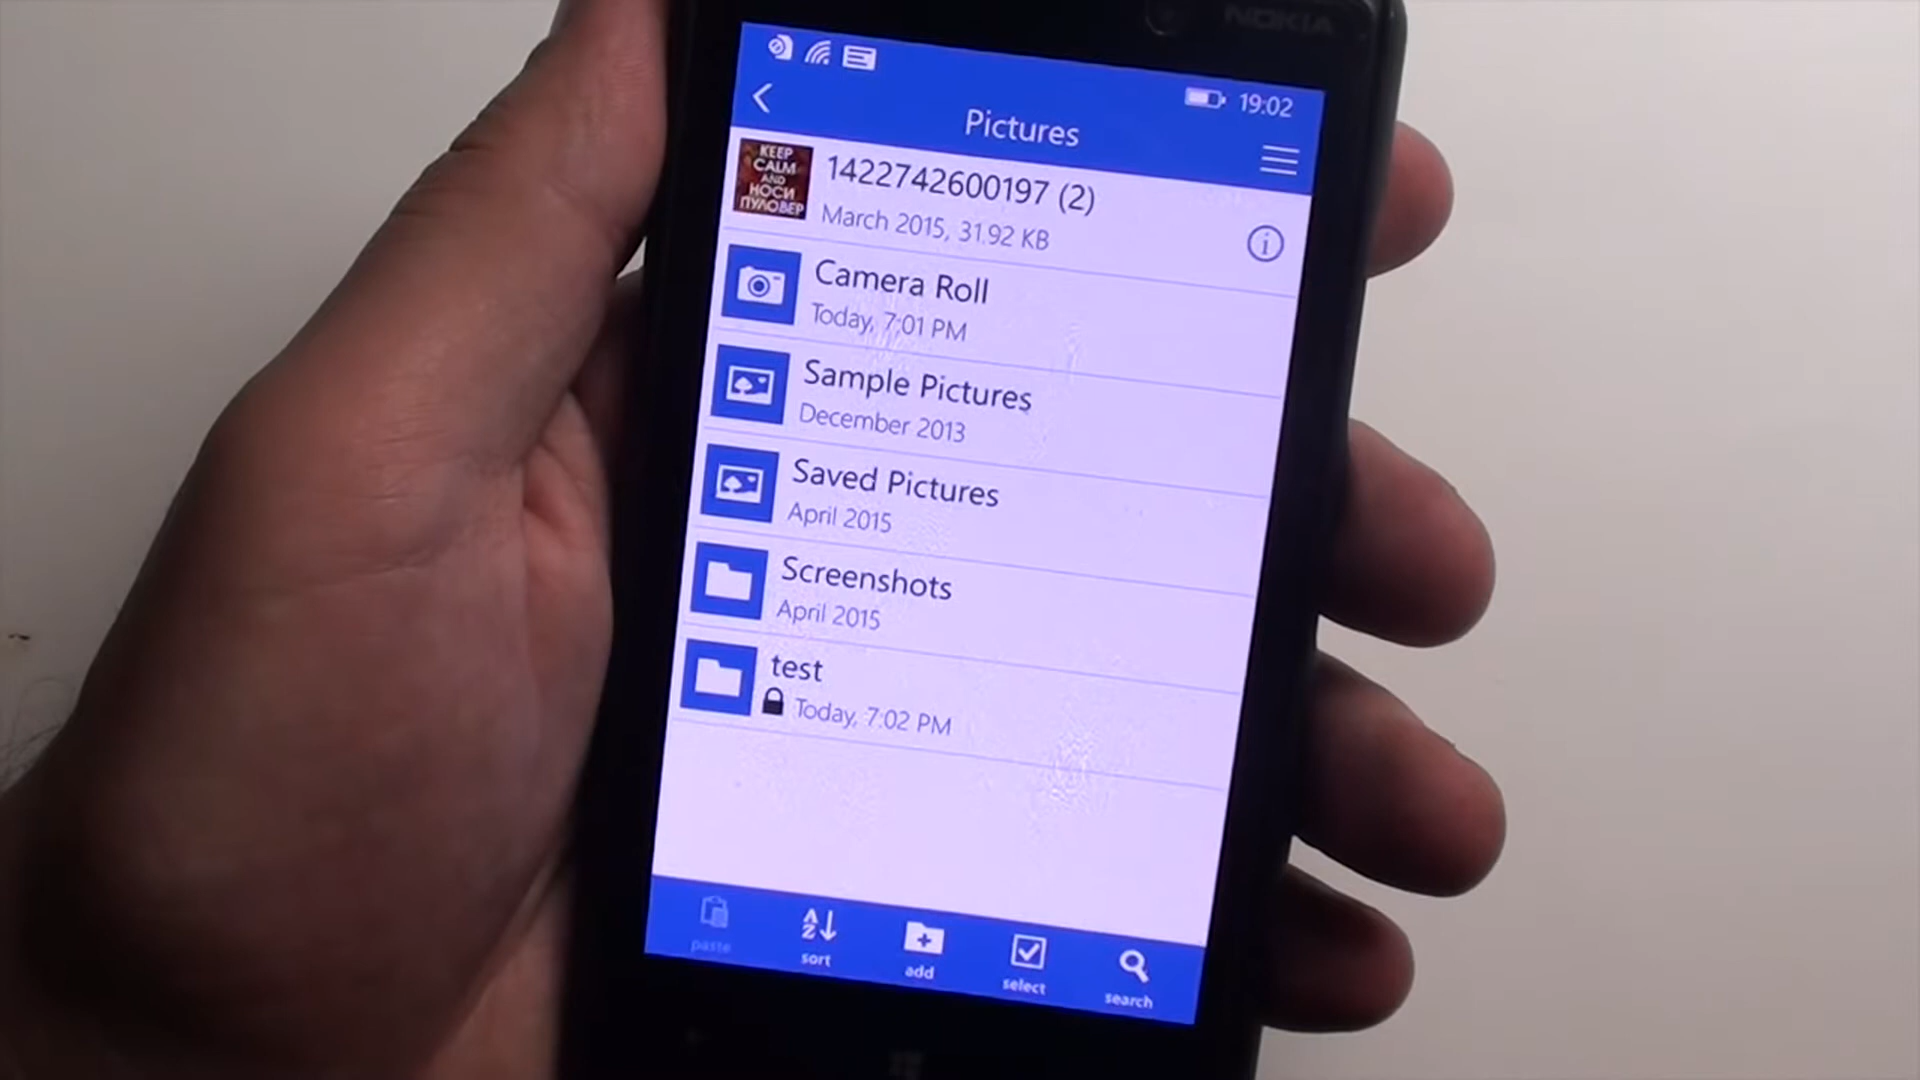 NOKIA
19:02
Pictures
KEEP
CALM
AND
НОСИ
ПУЛОВЕР
1422742600197 (2)
March 2015, 31.92 KB
Camera Roll
Today, 7:01 PM
Sample Pictures
December 2013
Saved Pictures
April 2015
Screenshots
April 2015
test
Today, 7:02 PM
paste
A
Z
sort
add
select
search